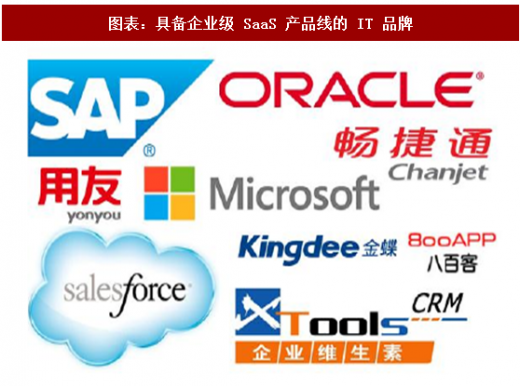 图表：具备企业级 SaaS 产品线的 IT 品牌
SAP®
ORACLE®
畅捷通
Chanjet
用友
yonyou
Microsoft
salesforce
Kingdee金蝶
800APP
八百客
XTools CRM
企业维生素